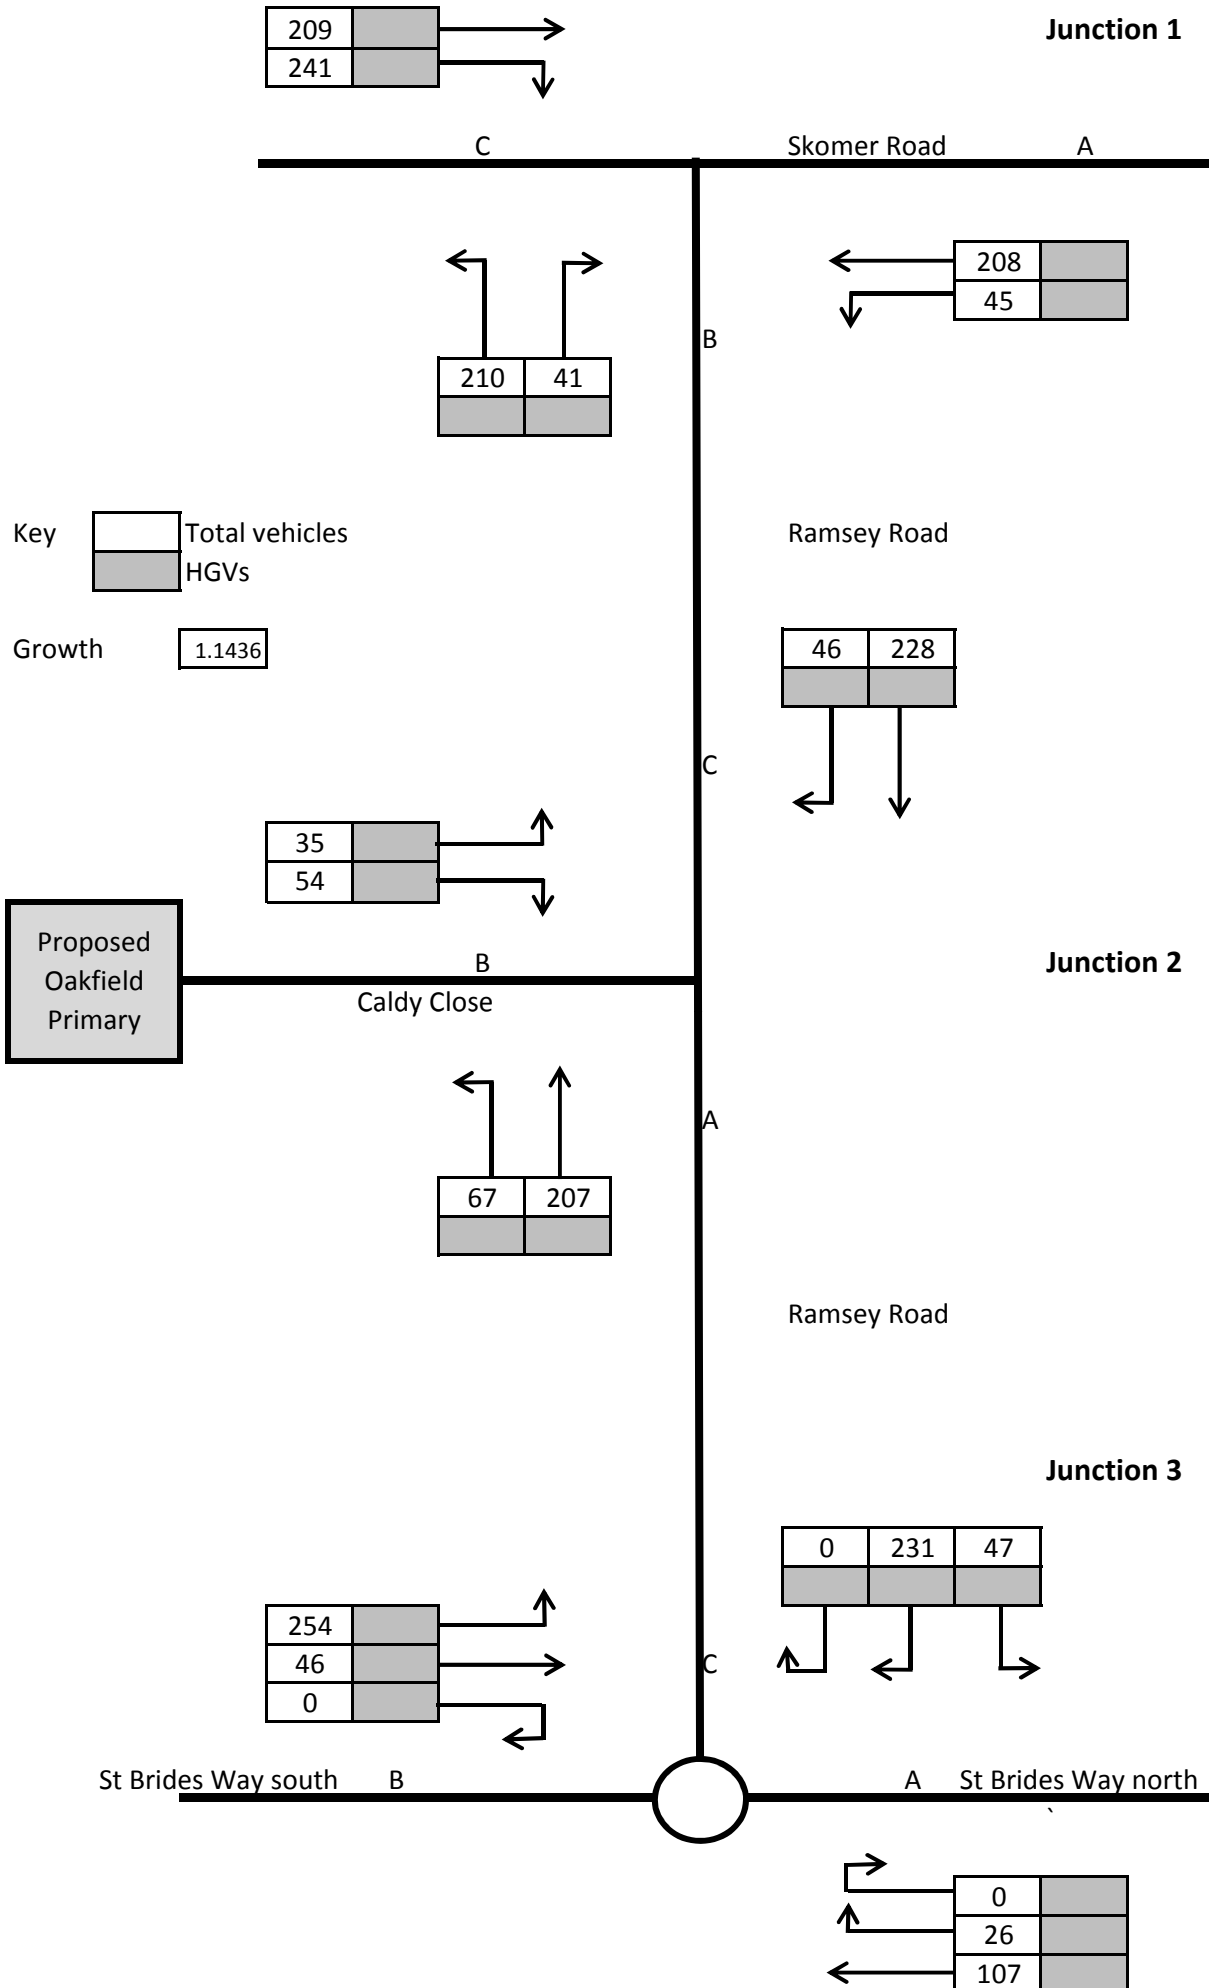 209
Junction 1
241
C
Skomer Road
A
208
45
B
210 41
Key
Total vehicles
Ramsey Road
HGVs
Growth
1.1436
46 228
C
35
54
Proposed
Oakfield
Primary
B
Junction 2
Caldy Close
A
67 207
Ramsey Road
Junction 3
0 231 47
254
46
C
0
St Brides Way south
B
A
St Brides Way north
`
0
26
107